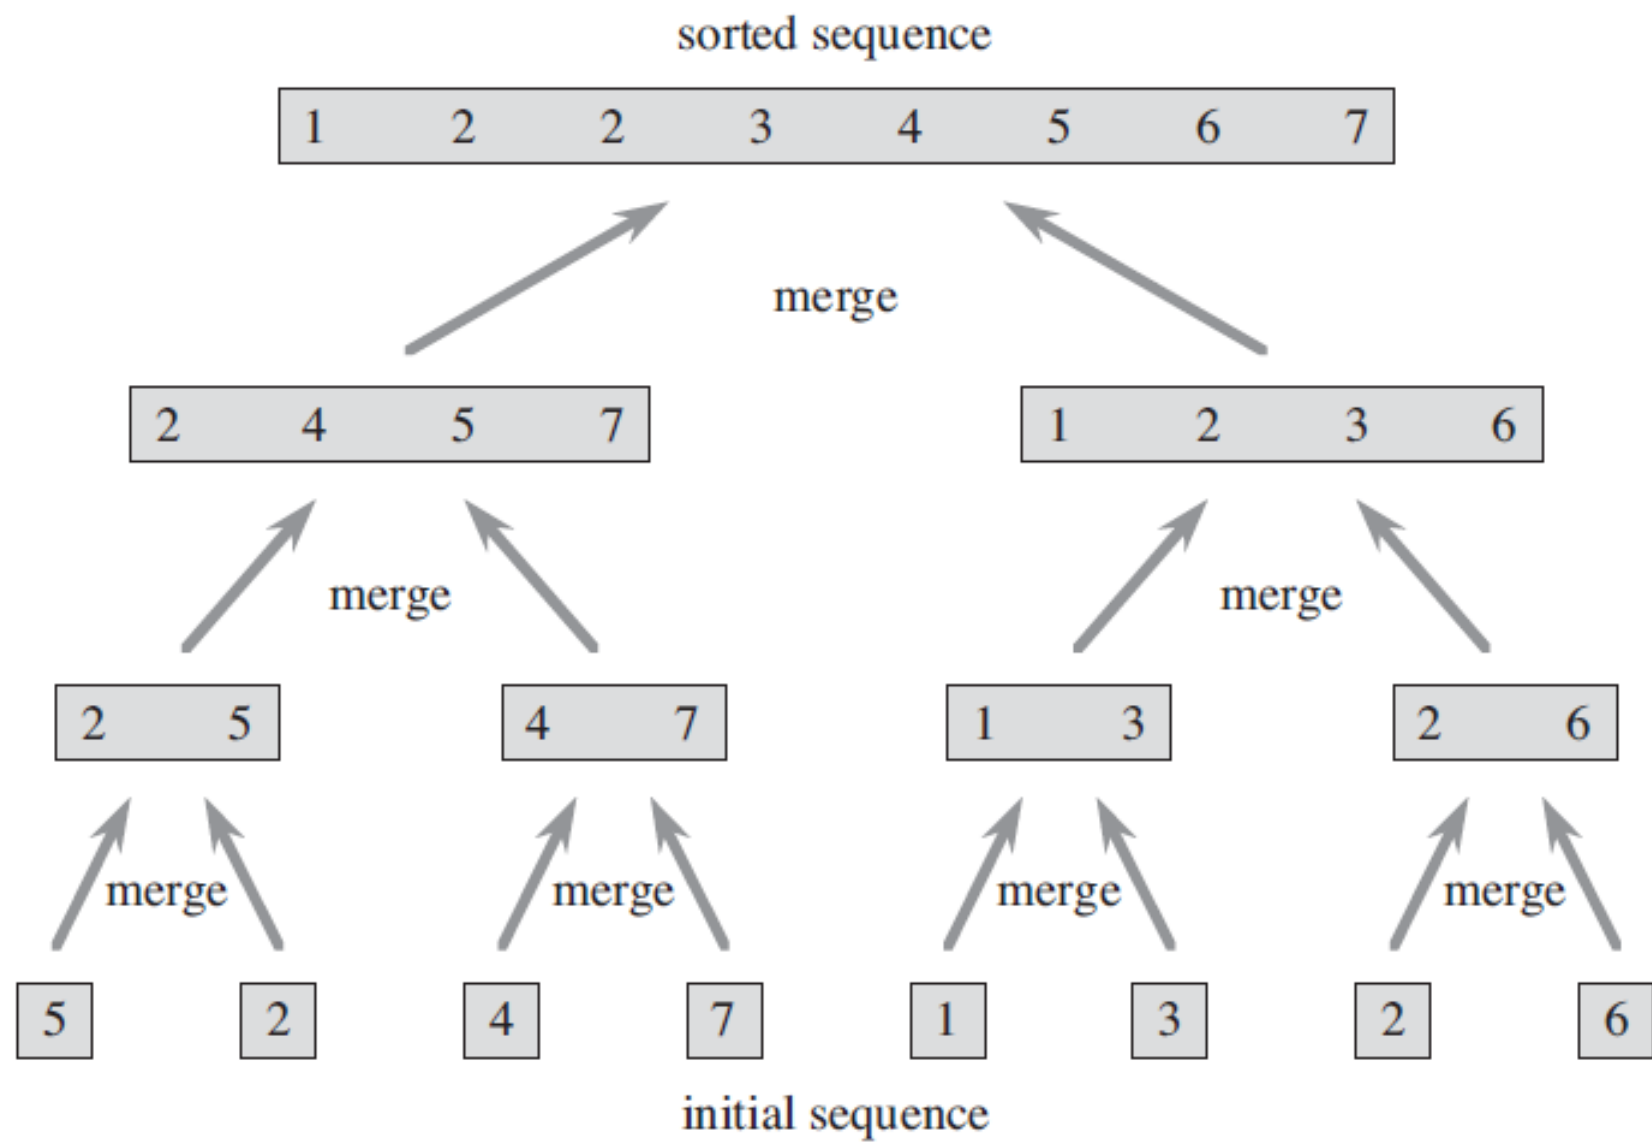 sorted sequence
1 2 2 3 4 5 6 7
merge
2 4 5 7 1 2 3 6
merge merge
2 5 4 7 1 3 2 6
merge merge merge merge
5 2 4 7 1 3 2 6
initial sequence